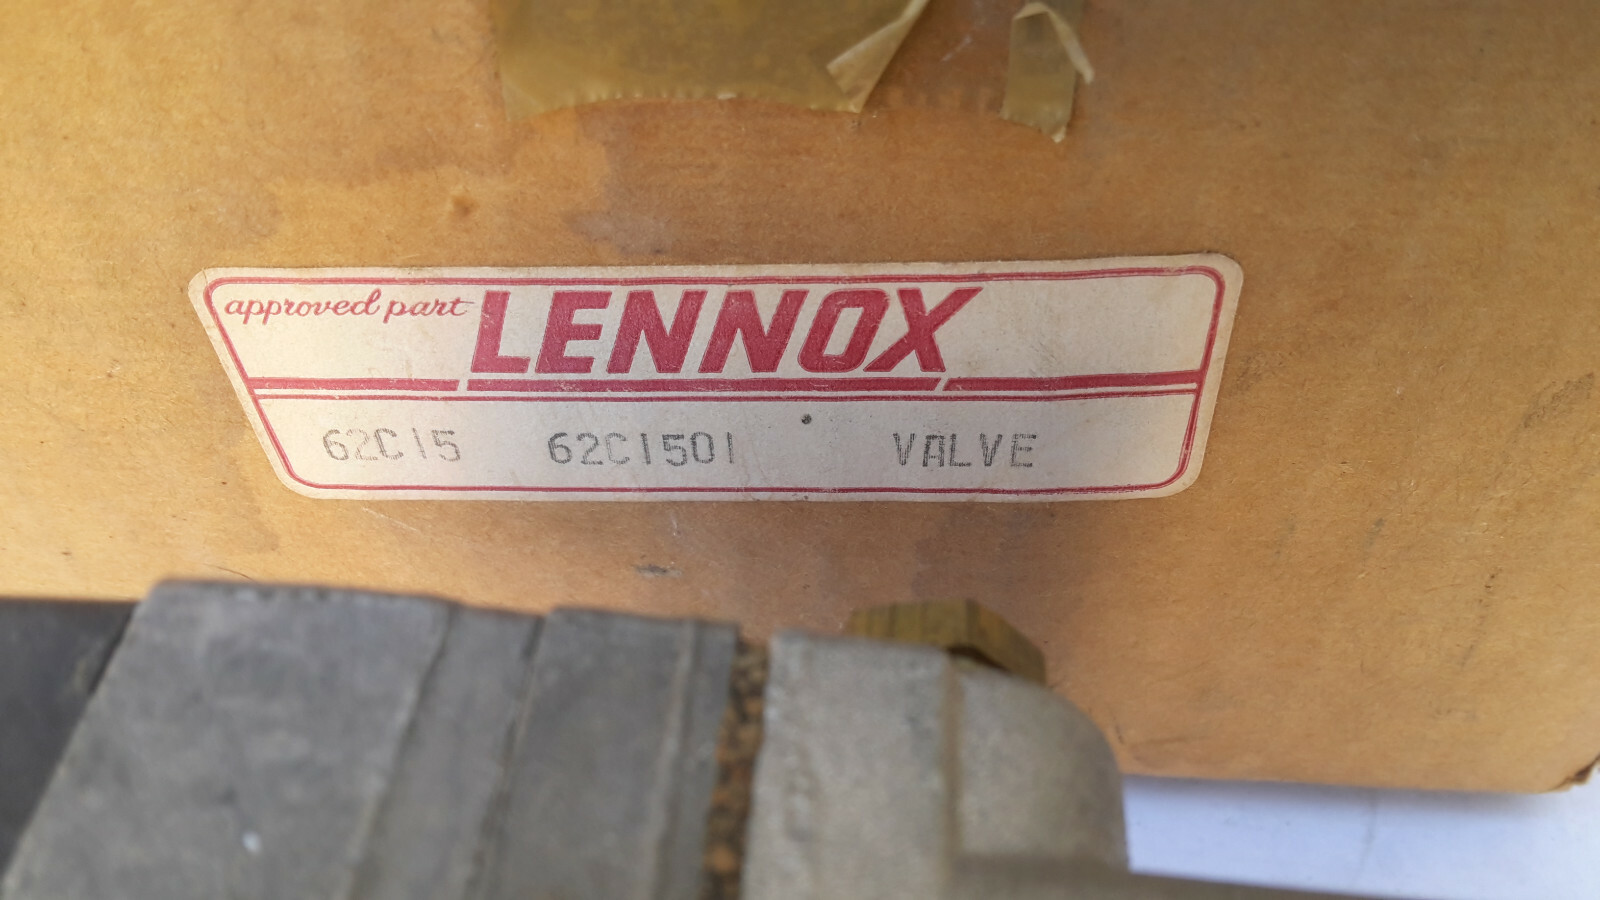 approved part LENNOX
62C15 62C1501 VALVE